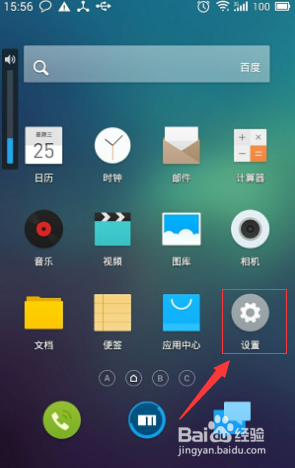 15:56
100
百度
星期三
25
日历
时钟
邮件
计算器
音乐
视频
图库
相机
文档
便签
应用中心
设置
A
B
C
Baidu 经验
jingyan.baidu.com